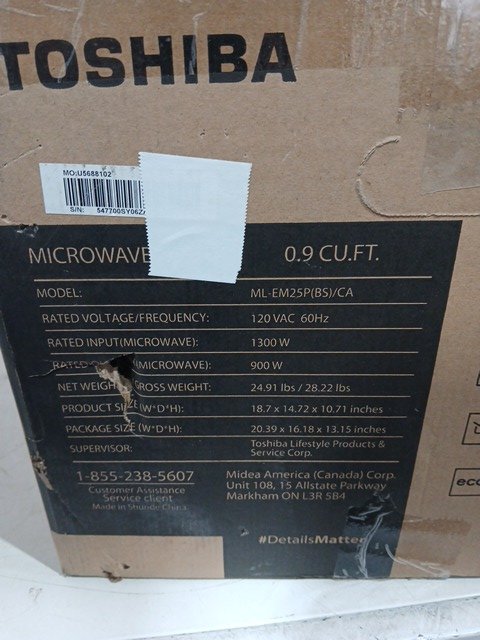 TOSHIBA
MO:U5688102
S/N: 547700SY06Z
MICROWAVE
0.9 CU.FT.
MODEL: ML-EM25P(BS)/CA
RATED VOLTAGE/FREQUENCY: 120 VAC 60Hz
RATED INPUT(MICROWAVE): 1300 W
RATED (MICROWAVE): 900 W
NET WEIGHT GROSS WEIGHT: 24.91 lbs / 28.22 lbs
PRODUCT SIZE (W*D*H): 18.7 x 14.72 x 10.71 inches
PACKAGE SIZE (W*D*H): 20.39 x 16.18 x 13.15 inches
SUPERVISOR: Toshiba Lifestyle Products &
Service Corp.
1-855-238-5607
Customer Assistance
Service client
Made in Shunde China
Midea America (Canada) Corp.
Unit 108, 15 Allstate Parkway
Markham ON L3R 5B4
eco
#DetailsMatter